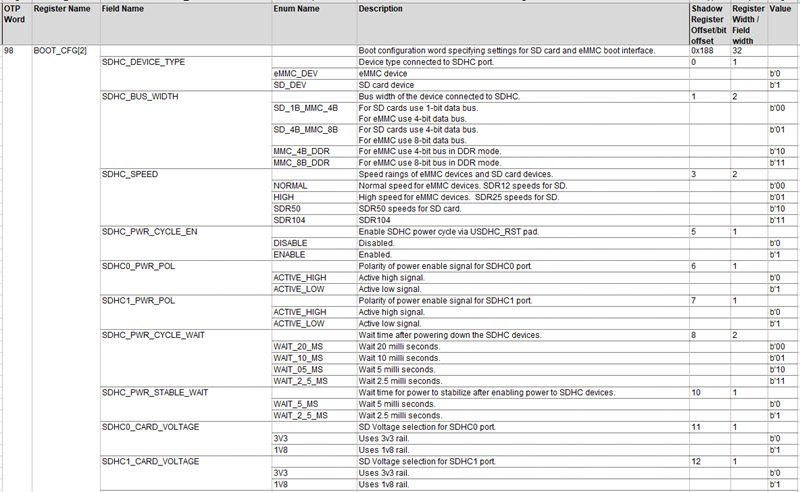 OTP Word Register Name Field Name Enum Name Description Shadow Register Offset/bit offset Register Width / Field width Value
98 BOOT_CFG[2] Boot configuration word specifying settings for SD card and eMMC boot interface. 0x188 32
SDHC_DEVICE_TYPE Device type connected to SDHC port. 0 1
eMMC_DEV eMMC device b'0
SD_DEV SD card device b'1
SDHC_BUS_WIDTH Bus width of the device connected to SDHC. 1 2
SD_1B_MMC_4B For SD cards use 1-bit data bus. b'00
For eMMC use 4-bit data bus.
SD_4B_MMC_8B For SD cards use 4-bit data bus. b'01
For eMMC use 8-bit data bus.
MMC_4B_DDR For eMMC use 4-bit bus in DDR mode. b'10
MMC_8B_DDR For eMMC use 8-bit bus in DDR mode. b'11
SDHC_SPEED Speed raings of eMMC devices and SD card devices. 3 2
NORMAL Normal speed for eMMC devices. SDR12 speeds for SD. b'00
HIGH High speed for eMMC devices. SDR25 speeds for SD. b'01
SDR50 SDR50 speeds for SD card. b'10
SDR104 SDR104 b'11
SDHC_PWR_CYCLE_EN Enable SDHC power cycle via USDHC_RST pad. 5 1
DISABLE Disabled. b'0
ENABLE Enabled. b'1
SDHC0_PWR_POL Polarity of power enable signal for SDHC0 port. 6 1
ACTIVE_HIGH Active high signal. b'0
ACTIVE_LOW Active low signal. b'1
SDHC1_PWR_POL Polarity of power enable signal for SDHC1 port. 7 1
ACTIVE_HIGH Active high signal. b'0
ACTIVE_LOW Active low signal. b'1
SDHC_PWR_CYCLE_WAIT Wait time after powering down the SDHC devices. 8 2
WAIT_20_MS Wait 20 milli seconds. b'00
WAIT_10_MS Wait 10 milli seconds. b'01
WAIT_05_MS Wait 5 milli seconds. b'10
WAIT_2_5_MS Wait 2.5 milli seconds. b'11
SDHC_PWR_STABLE_WAIT Wait time for power to stabilize after enabling power to SDHC devices. 10 1
WAIT_5_MS Wait 5 milli seconds. b'0
WAIT_2_5_MS Wait 2.5 milli seconds. b'1
SDHC0_CARD_VOLTAGE SD Voltage selection for SDHC0 port. 11 1
3V3 Uses 3v3 rail. b'0
1V8 Uses 1v8 rail. b'1
SDHC1_CARD_VOLTAGE SD Voltage selection for SDHC1 port. 12 1
3V3 Uses 3v3 rail. b'0
1V8 Uses 1v8 rail. b'1